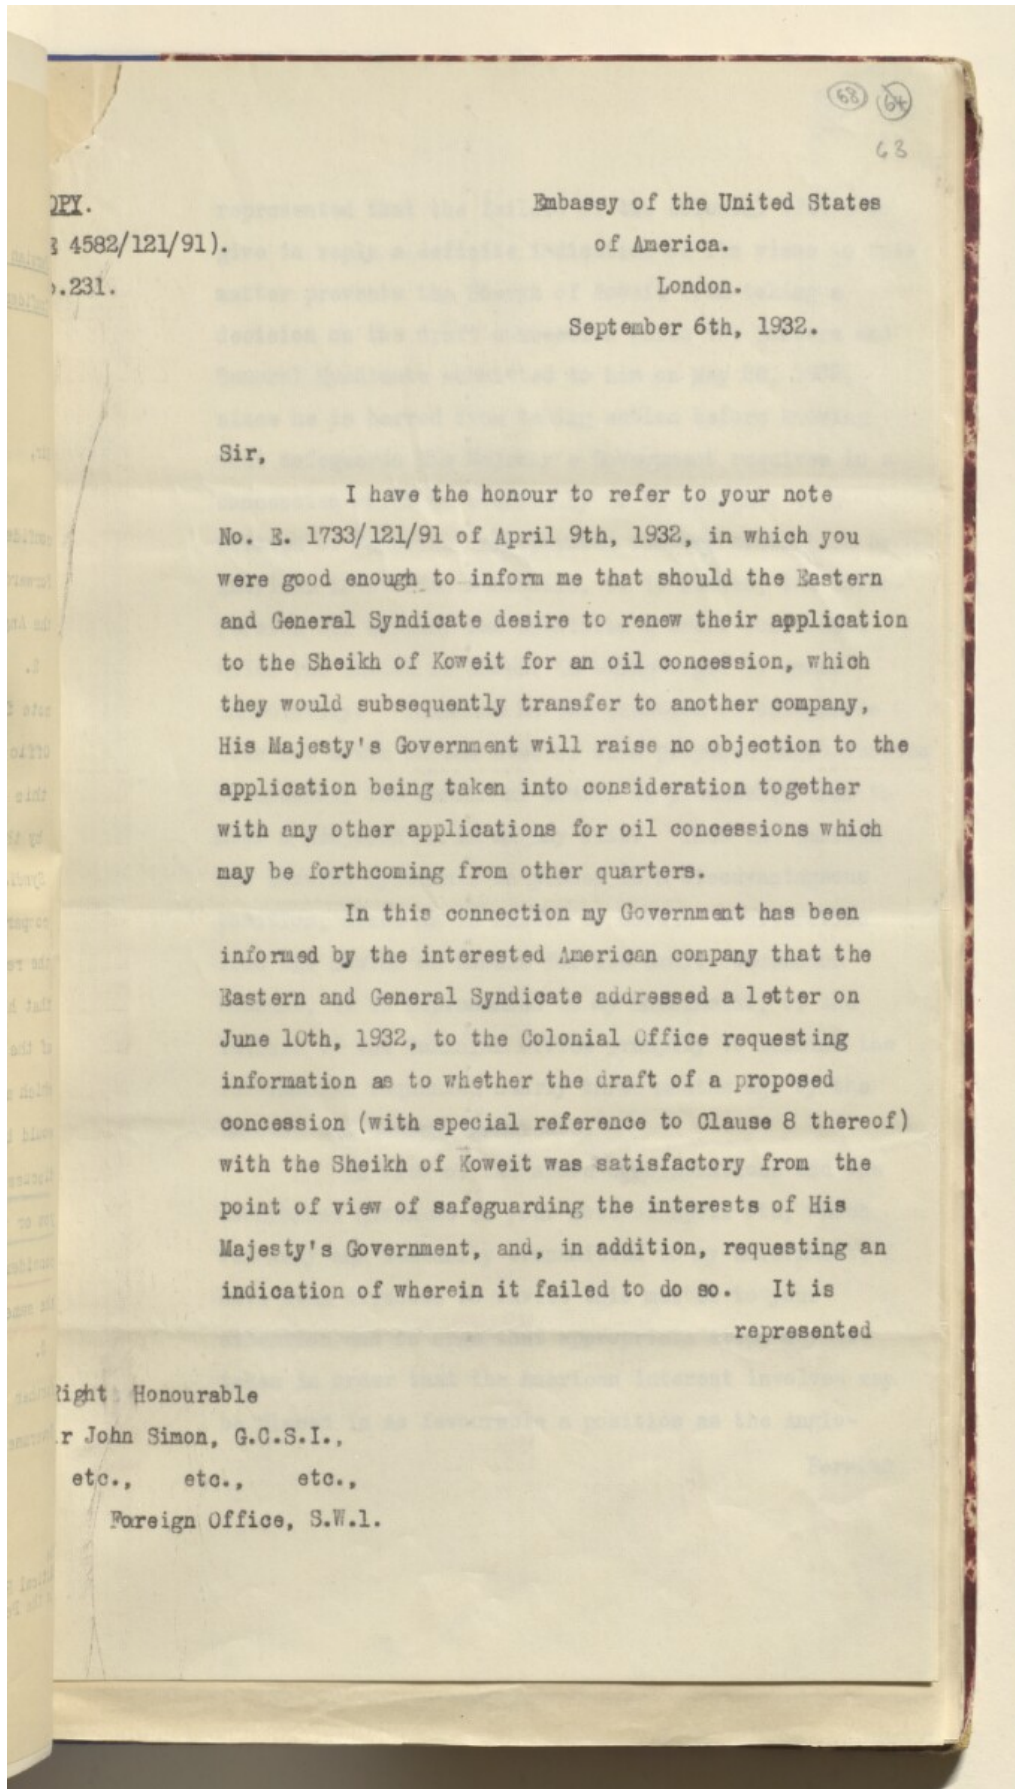 68 64
63
OPY.
Embassy of the United States
E 4582/121/91).
of America.
o.231.
London.
September 6th, 1932.
Sir,
I have the honour to refer to your note
No. E. 1733/121/91 of April 9th, 1932, in which you
were good enough to inform me that should the Eastern
and General Syndicate desire to renew their application
to the Sheikh of Koweit for an oil concession, which
they would subsequently transfer to another company,
His Majesty's Government will raise no objection to the
application being taken into consideration together
with any other applications for oil concessions which
may be forthcoming from other quarters.
In this connection my Government has been
informed by the interested American company that the
Eastern and General Syndicate addressed a letter on
June 10th, 1932, to the Colonial Office requesting
information as to whether the draft of a proposed
concession (with special reference to Clause 8 thereof)
with the Sheikh of Koweit was satisfactory from the
point of view of safeguarding the interests of His
Majesty's Government, and, in addition, requesting an
indication of wherein it failed to do so. It is
represented
Right Honourable
r John Simon, G.C.S.I.,
etc., etc., etc.,
Foreign Office, S.W.1.